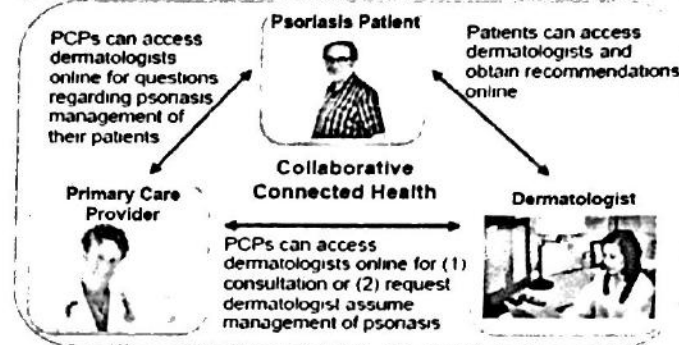 Psoriasis Patient
PCPs can access
dermatologists
online for questions
regarding psoriasis
management of
their patients
Patients can access
dermatologists and
obtain recommendations
online
Collaborative
Connected Health
Primary Care
Provider
Dermatologist
PCPs can access
dermatologists online for (1)
consultation or (2) request
dermatologist assume
management of psoriasis